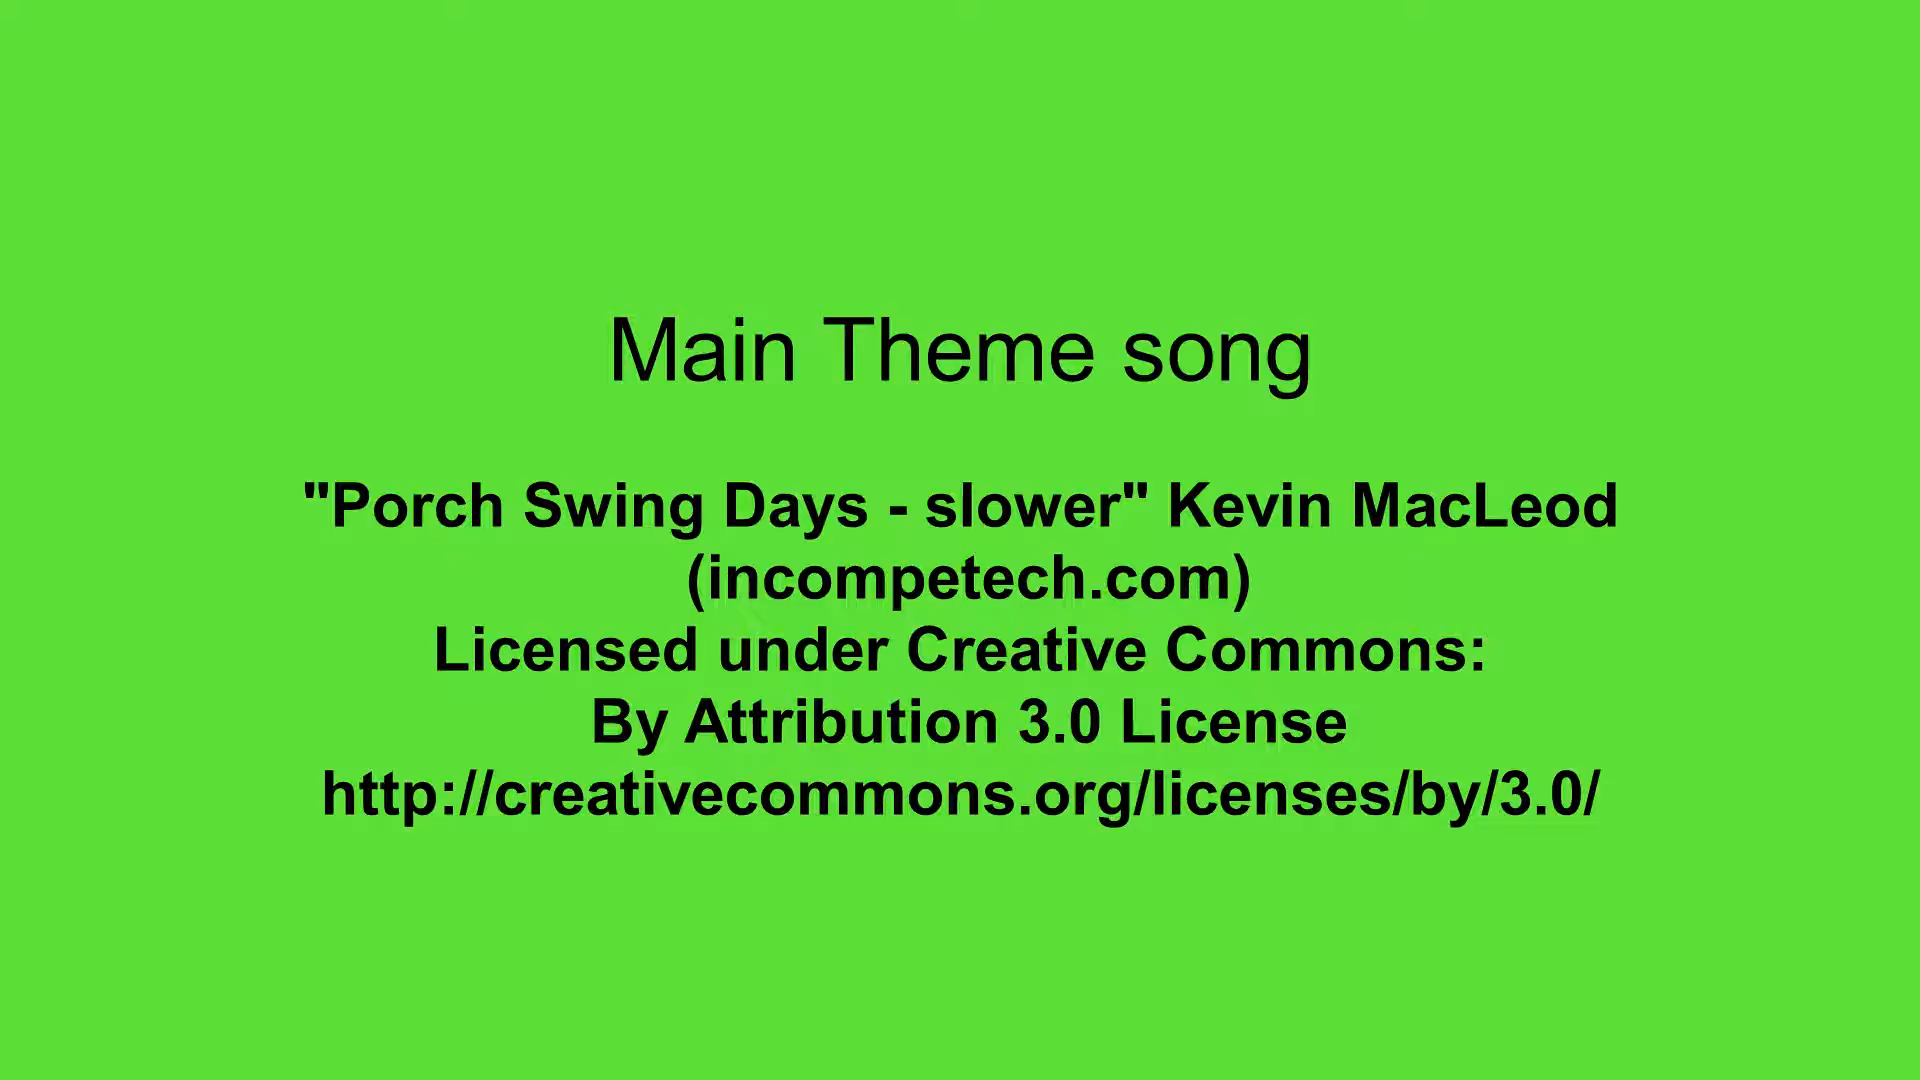 Main Theme song
"Porch Swing Days - slower" Kevin MacLeod
(incompetech.com)
Licensed under Creative Commons:
By Attribution 3.0 License
http://creativecommons.org/licenses/by/3.0/